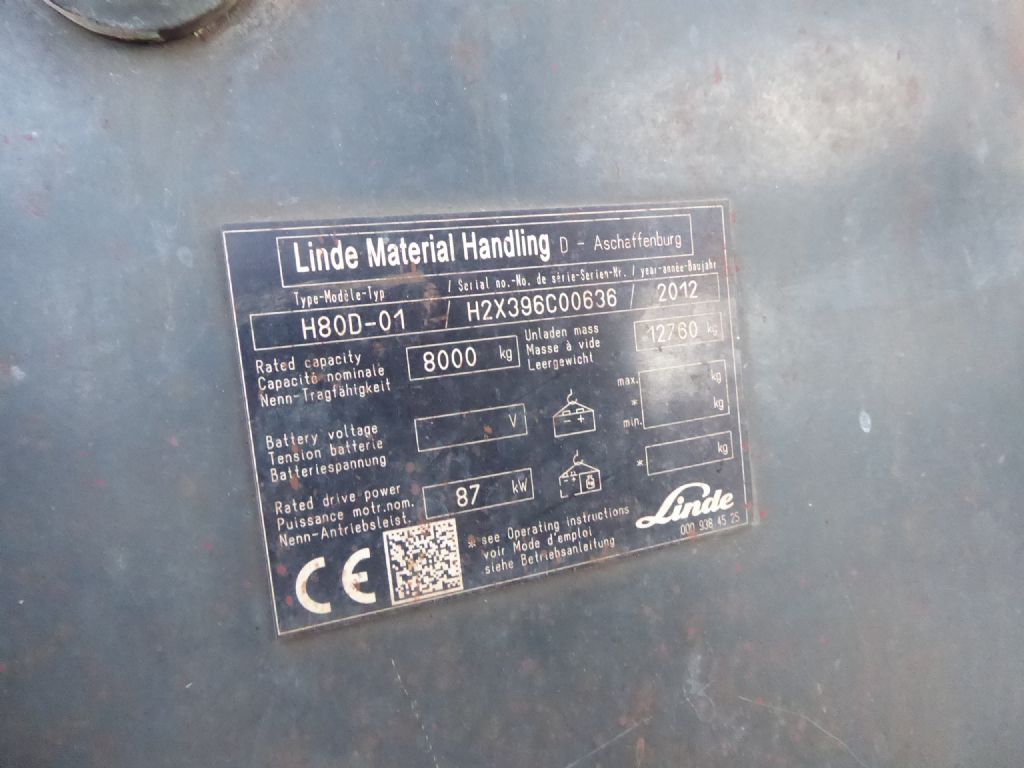 Linde Material Handling D - Aschaffenburg
Type-Modèle-Typ / Serial no.-No. de série-Serien-Nr. / year-année-Baujahr
H80D-01 / H2X396C00636 / 2012
Rated capacity
Capacité nominale
Nenn-Tragfähigkeit
8000 kg
Unladen mass
Masse à vide
Leergewicht
12760 kg
Battery voltage
Tension batterie
Batteriespannung
V
max. kg
* kg
min.
Rated drive power
Puissance motr.nom.
Nenn-Antriebsleist.
87 kW
* kg
CE
* see Operating instructions
voir Mode d'emploi
siehe Betriebsanleitung
Linde
000 938 45 25